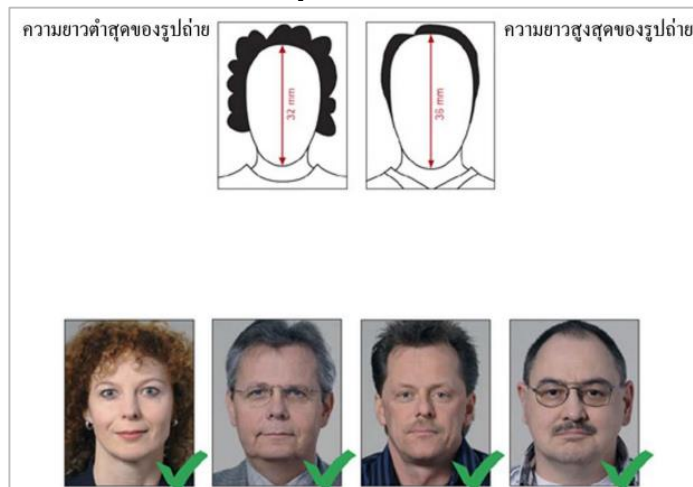 ความยาวต่ำสุดของรูปถ่าย
ความยาวสูงสุดของรูปถ่าย
32 mm
36 mm